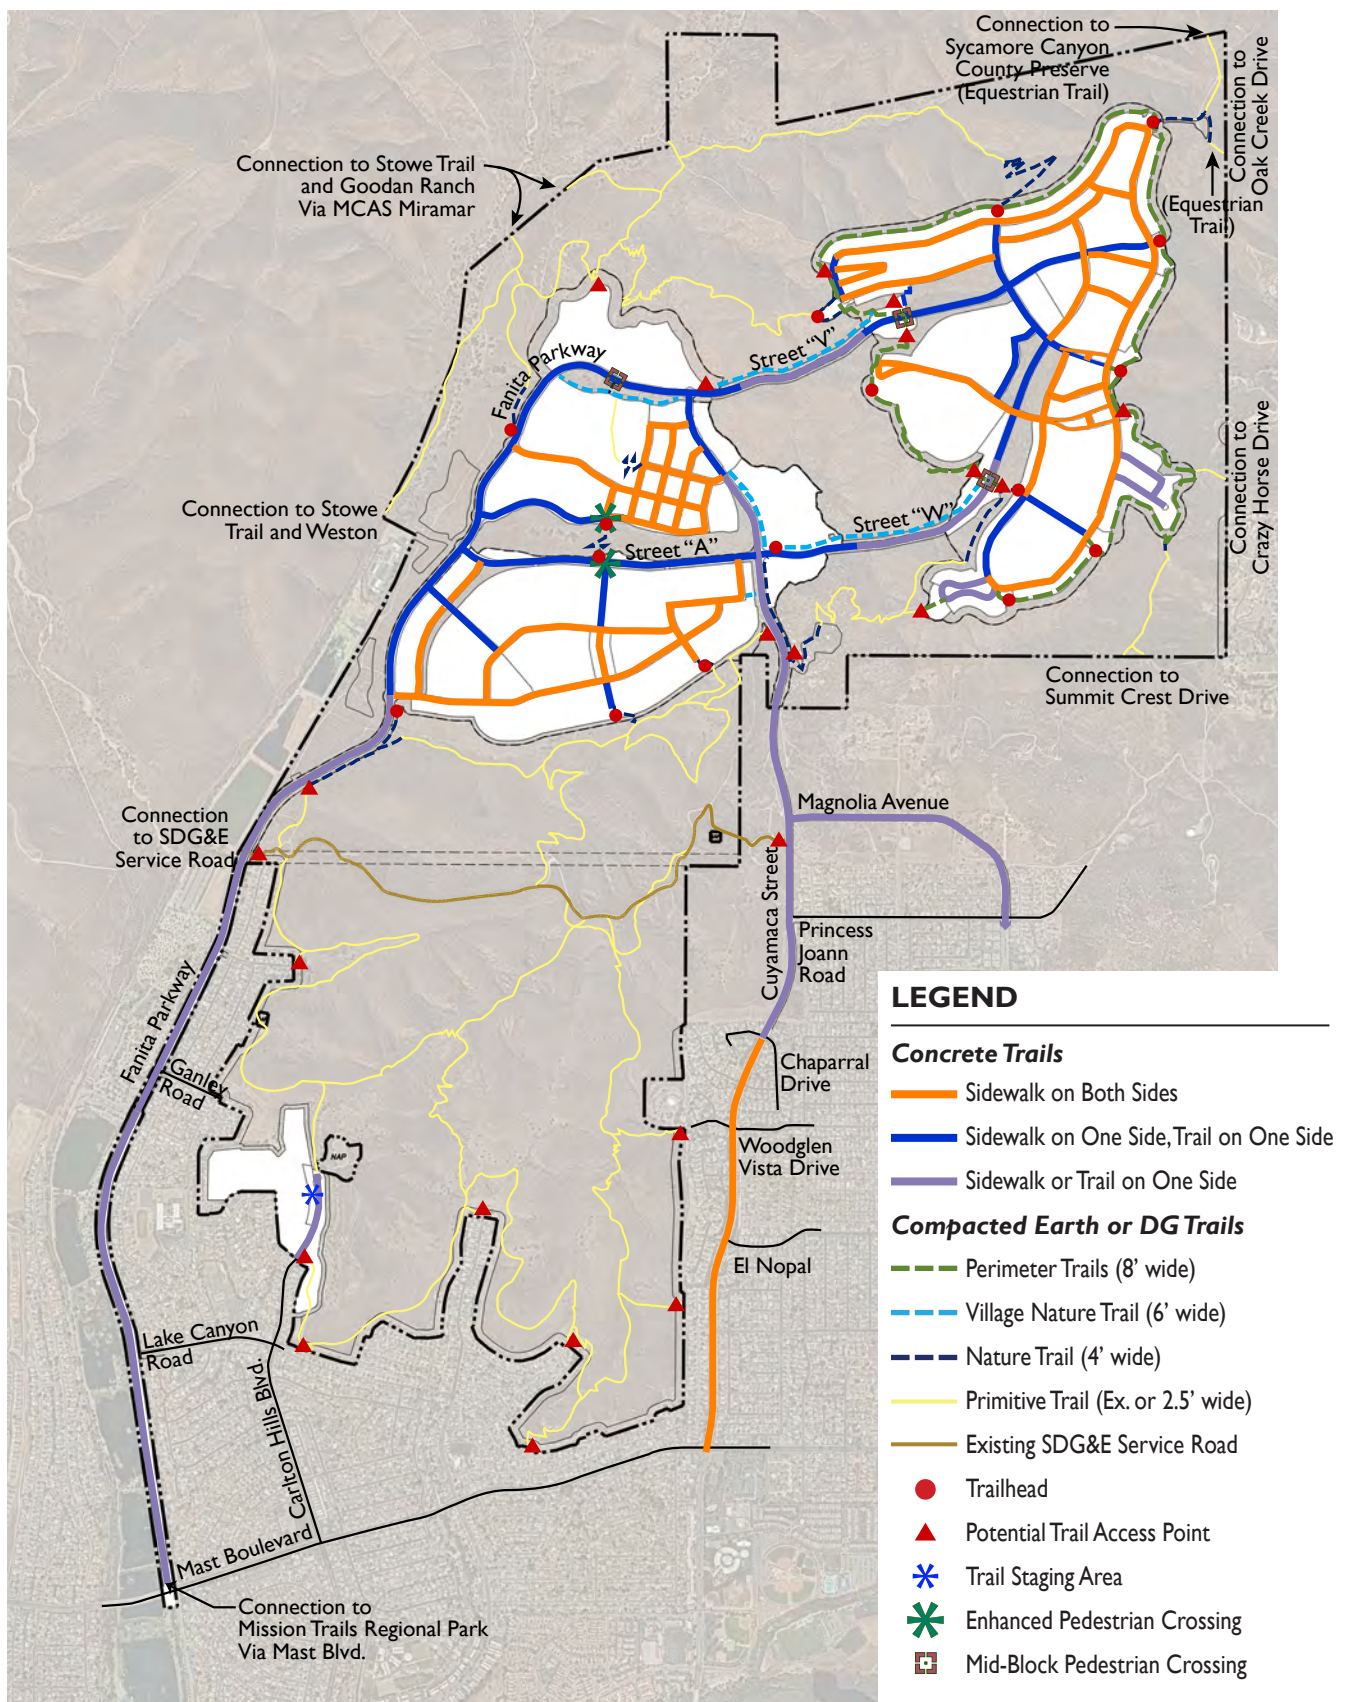 Connection to
Sycamore Canyon
County Preserve
(Equestrian Trail)
Connection to
Oak Creek Drive
Connection to Stowe Trail
and Goodan Ranch
Via MCAS Miramar
(Equestrian
Trail)
Street “V”
Fanita Parkway
Connection to
Crazy Horse Drive
Connection to Stowe
Trail and Weston
Street “W”
Street “A”
Connection to
Summit Crest Drive
Magnolia Avenue
Connection
to SDG&E
Service Road
Cuyamaca Street
Princess
Joann
Road
Fanita Parkway
Ganley
Road
Chaparral
Drive
NAP
Woodglen
Vista Drive
El Nopal
Lake Canyon
Road
Carlton Hills Blvd.
Mast Boulevard
Connection to
Mission Trails Regional Park
Via Mast Blvd.
LEGEND
Concrete Trails
Sidewalk on Both Sides
Sidewalk on One Side, Trail on One Side
Sidewalk or Trail on One Side
Compacted Earth or DG Trails
Perimeter Trails (8’ wide)
Village Nature Trail (6’ wide)
Nature Trail (4’ wide)
Primitive Trail (Ex. or 2.5’ wide)
Existing SDG&E Service Road
Trailhead
Potential Trail Access Point
Trail Staging Area
Enhanced Pedestrian Crossing
Mid-Block Pedestrian Crossing